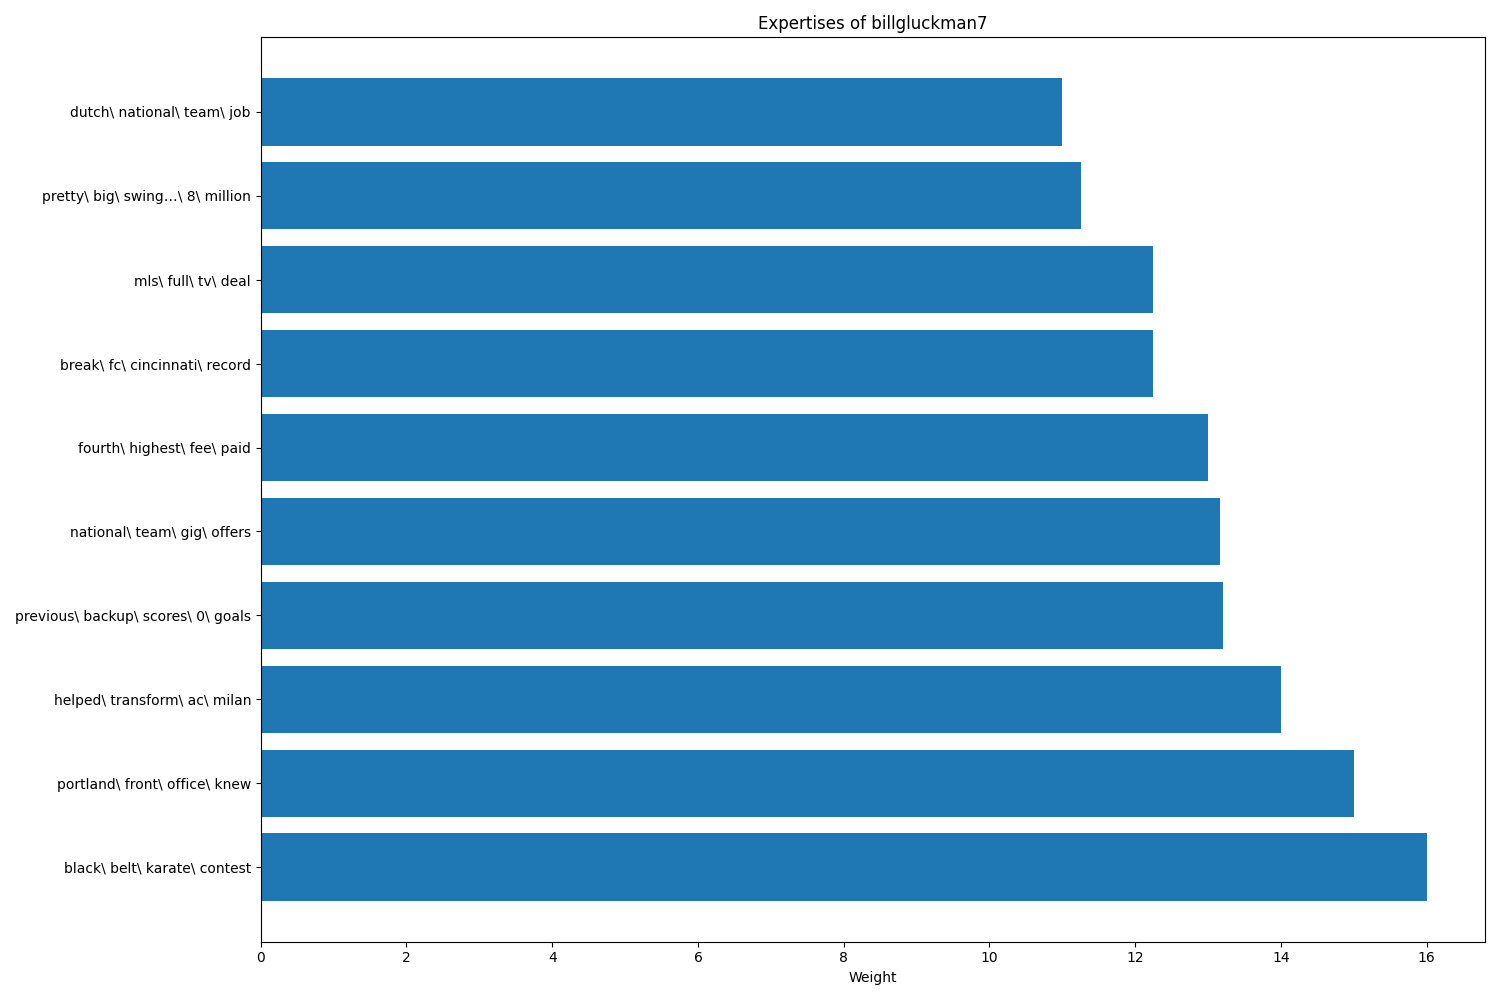 Expertises of billgluckman7
dutch\ national\ team\ job
pretty\ big\ swing...\ 8\ million
mls\ full\ tv\ deal
break\ fc\ cincinnati\ record
fourth\ highest\ fee\ paid
national\ team\ gig\ offers
previous\ backup\ scores\ 0\ goals
helped\ transform\ ac\ milan
portland\ front\ office\ knew
black\ belt\ karate\ contest
0 2 4 6 8 10 12 14 16
Weight